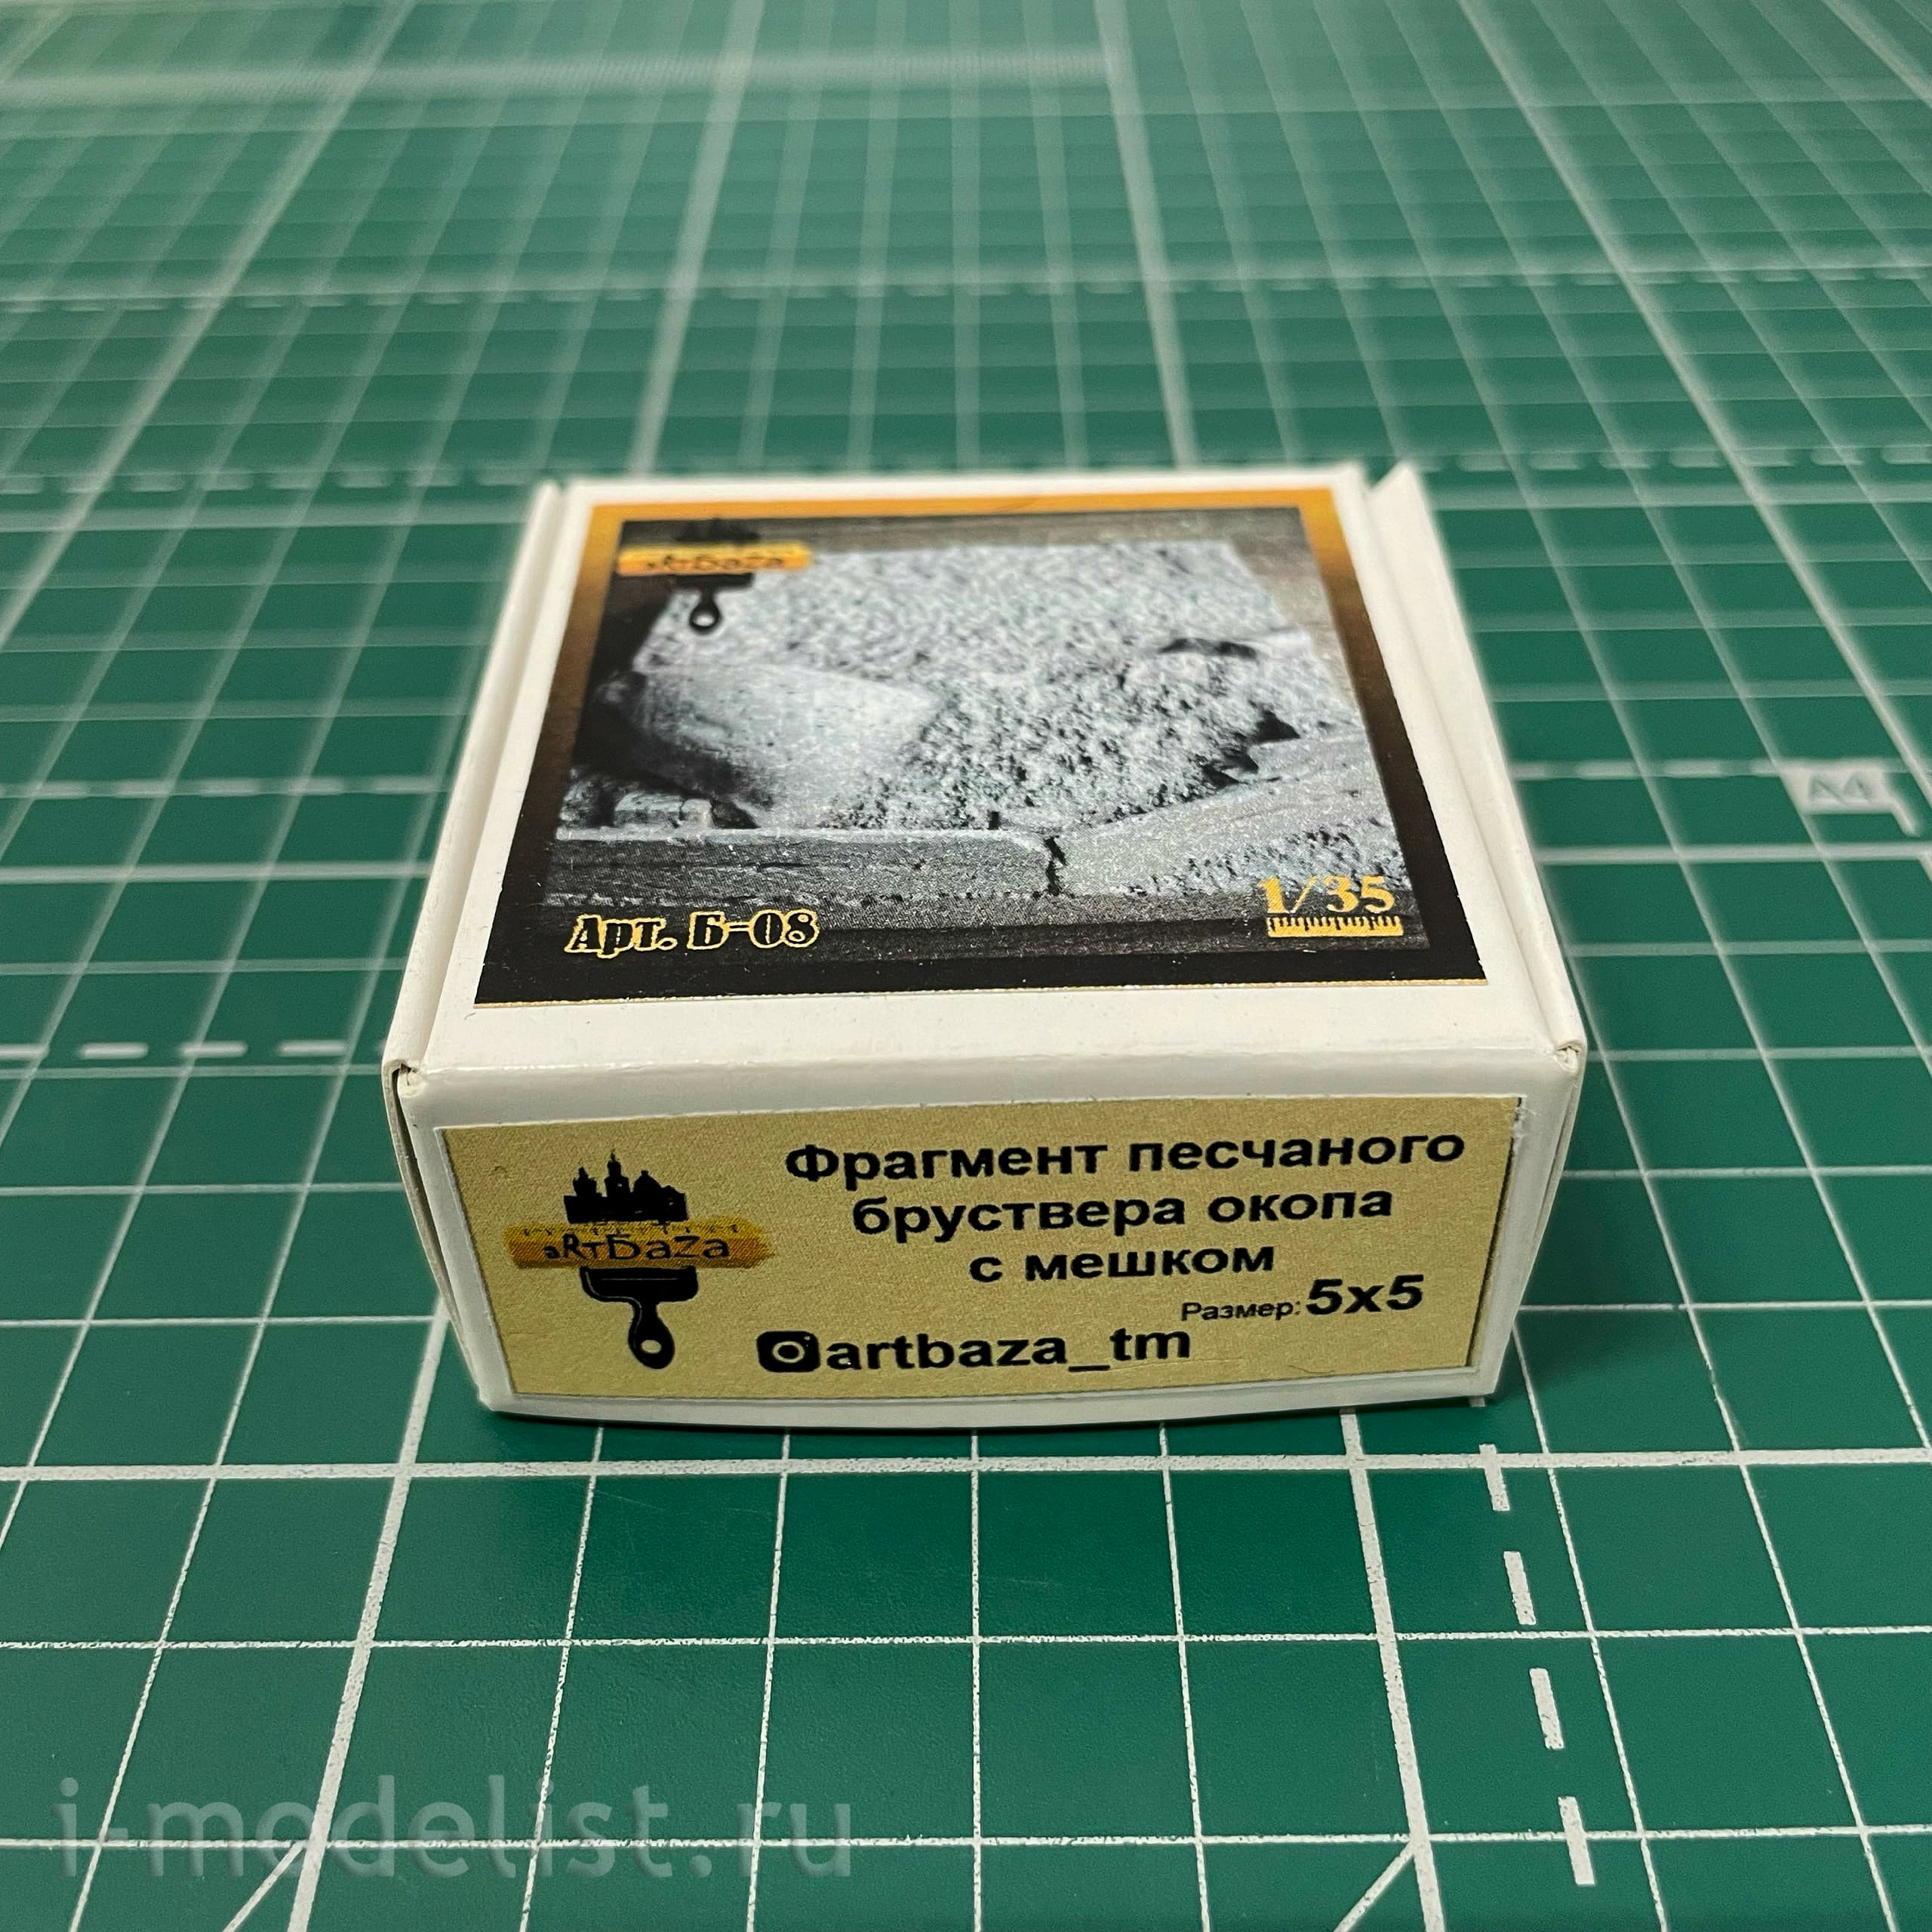 aRTБaZa
Арт. Б-08
1/35
A4
Фрагмент песчаного
бруствера окопа
с мешком
aRTБaZa
Размер: 5х5
artbaza_tm
i-modelist.ru